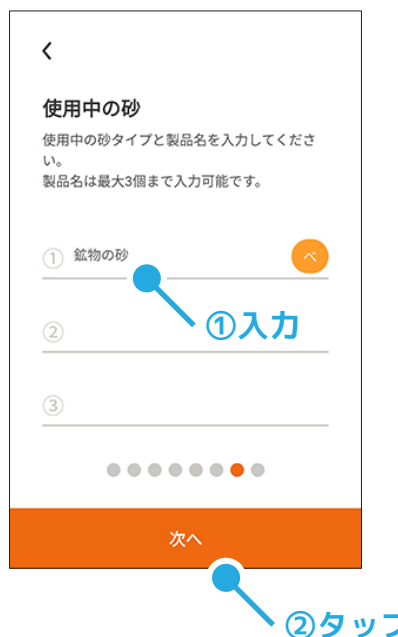 使用中の砂
使用中の砂タイプと製品名を入力してくださ
い。
製品名は最大3個まで入力可能です。
① 鉱物の砂 ベ
①入力
②
③
次へ
②タップ